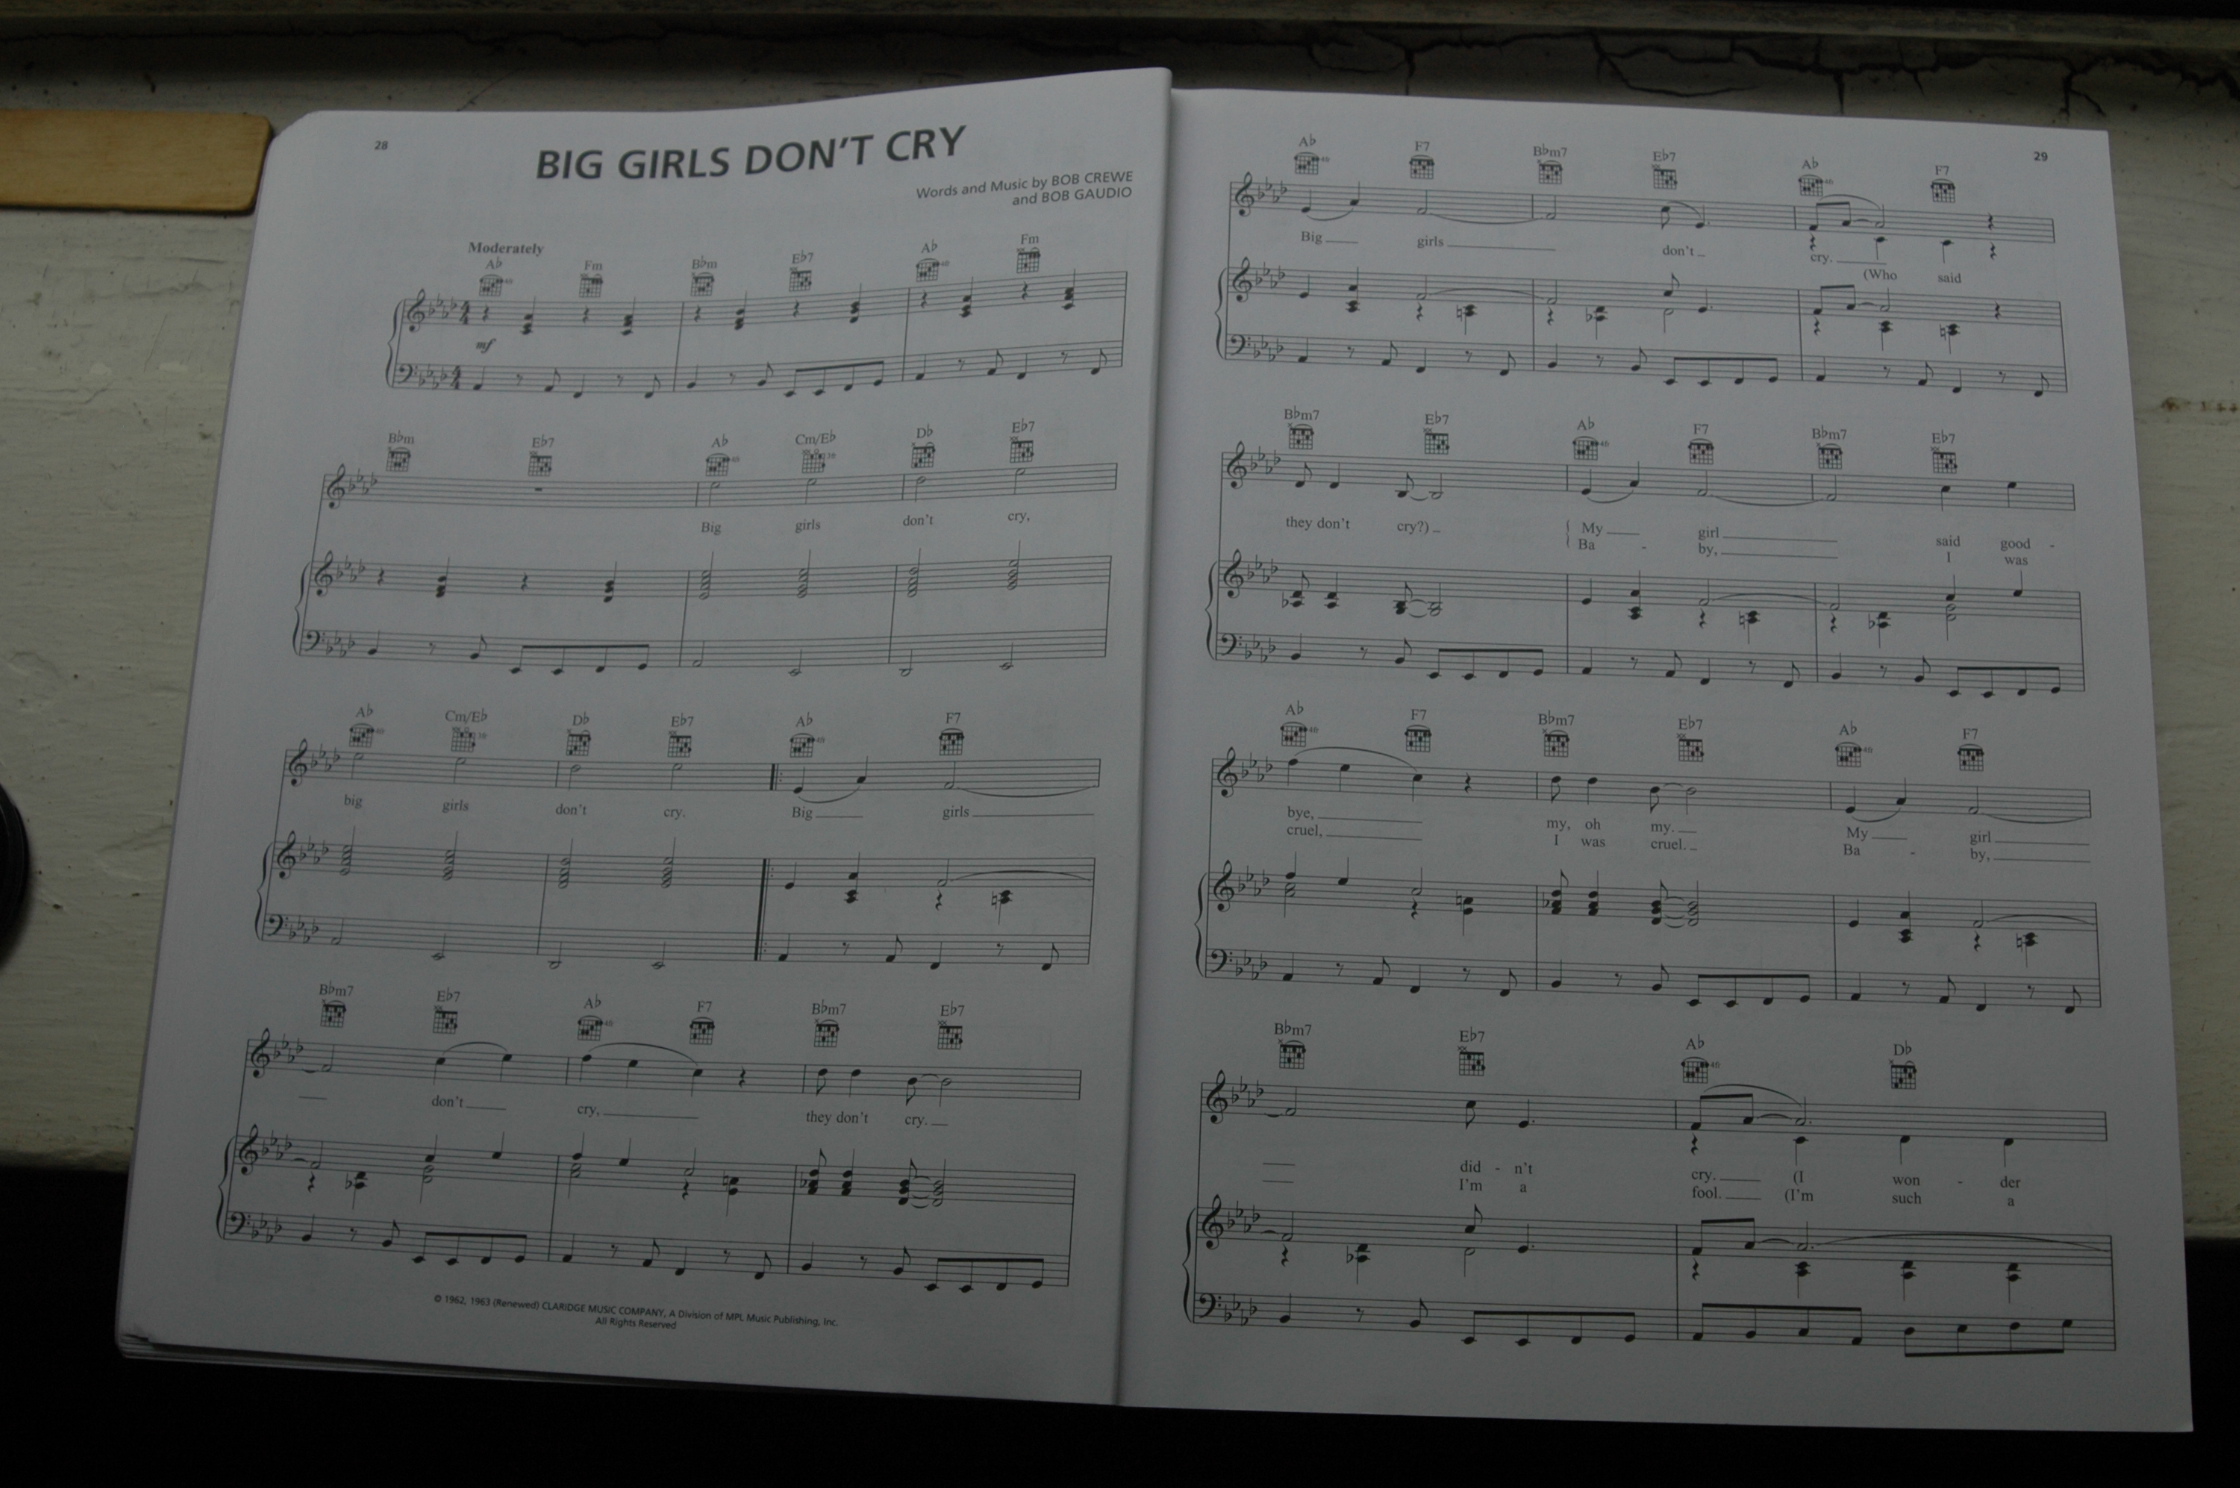 28
BIG GIRLS DON'T CRY
Words and Music by BOB CREWE
and BOB GAUDIO
Moderately
A♭ Fm B♭m E♭7 A♭ Fm
mf
B♭m E♭7 A♭ Cm/E♭ D♭ E♭7
Big girls don't cry,
A♭ Cm/E♭ D♭ E♭7 A♭ F7
big girls don't cry. Big girls
B♭m7 E♭7 A♭ F7 B♭m7 E♭7
don't cry, they don't cry.
© 1962, 1963 (Renewed) CLARIDGE MUSIC COMPANY, A Division of MPL Music Publishing, Inc.
All Rights Reserved
29
A♭ F7 B♭m7 E♭7 A♭ F7
Big girls don't cry. (Who said
B♭m7 E♭7 A♭ F7 B♭m7 E♭7
they don't cry?) { My girl said good -
{ Ba - by, I was
A♭ F7 B♭m7 E♭7 A♭ F7
bye, my, oh my. My girl
cruel, I was cruel. Ba - by,
B♭m7 E♭7 A♭ D♭
did - n't cry. (I won - der
I'm a fool. (I'm such a